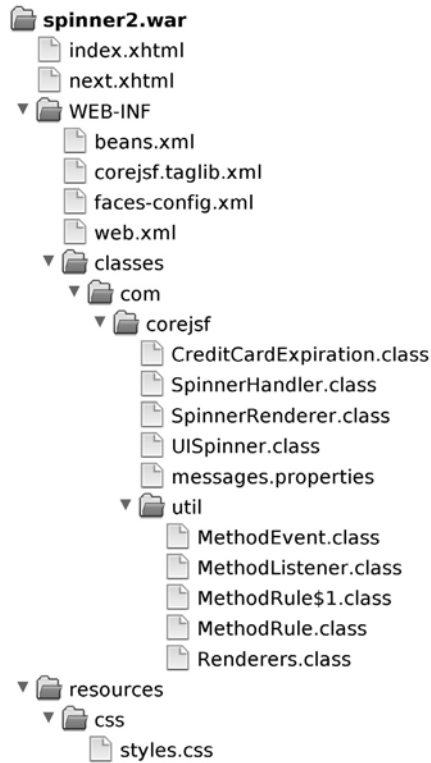 spinner2.war
index.xhtml
next.xhtml
WEB-INF
beans.xml
corejsf.taglib.xml
faces-config.xml
web.xml
classes
com
corejsf
CreditCardExpiration.class
SpinnerHandler.class
SpinnerRenderer.class
UISpinner.class
messages.properties
util
MethodEvent.class
MethodListener.class
MethodRule$1.class
MethodRule.class
Renderers.class
resources
css
styles.css